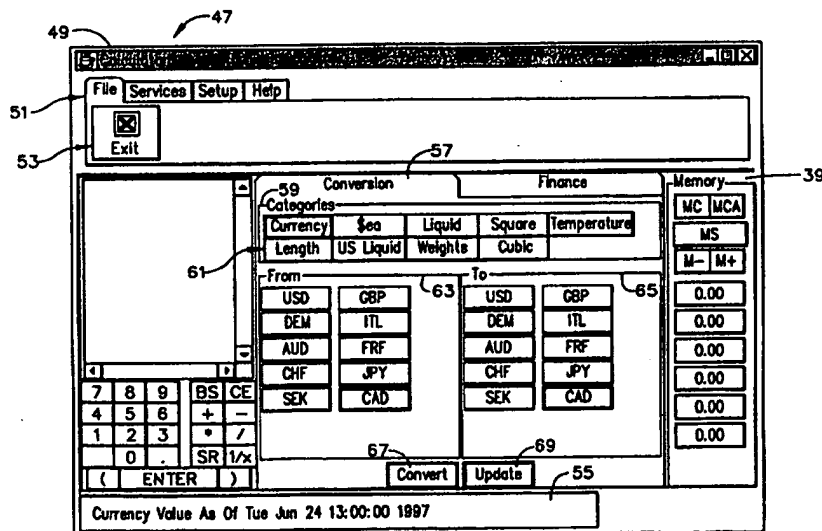 47
49
51
File Services Setup Help
53
Exit
57
39
Conversion Finance Memory
59
Categories
MC MCA
Currency $ea Liquid Square Temperature
MS
61
Length US Liquid Weights Cubic
M- M+
From 63 To 65
USD GBP USD GBP 0.00
DEM ITL DEM ITL 0.00
AUD FRF AUD FRF 0.00
CHF JPY CHF JPY 0.00
SEK CAD SEK CAD 0.00
0.00
7 8 9 BS CE
4 5 6 + -
1 2 3 * /
0 . SR 1/x
( ENTER )
67 69
Convert Update
55
Currency Value As Of Tue Jun 24 13:00:00 1997